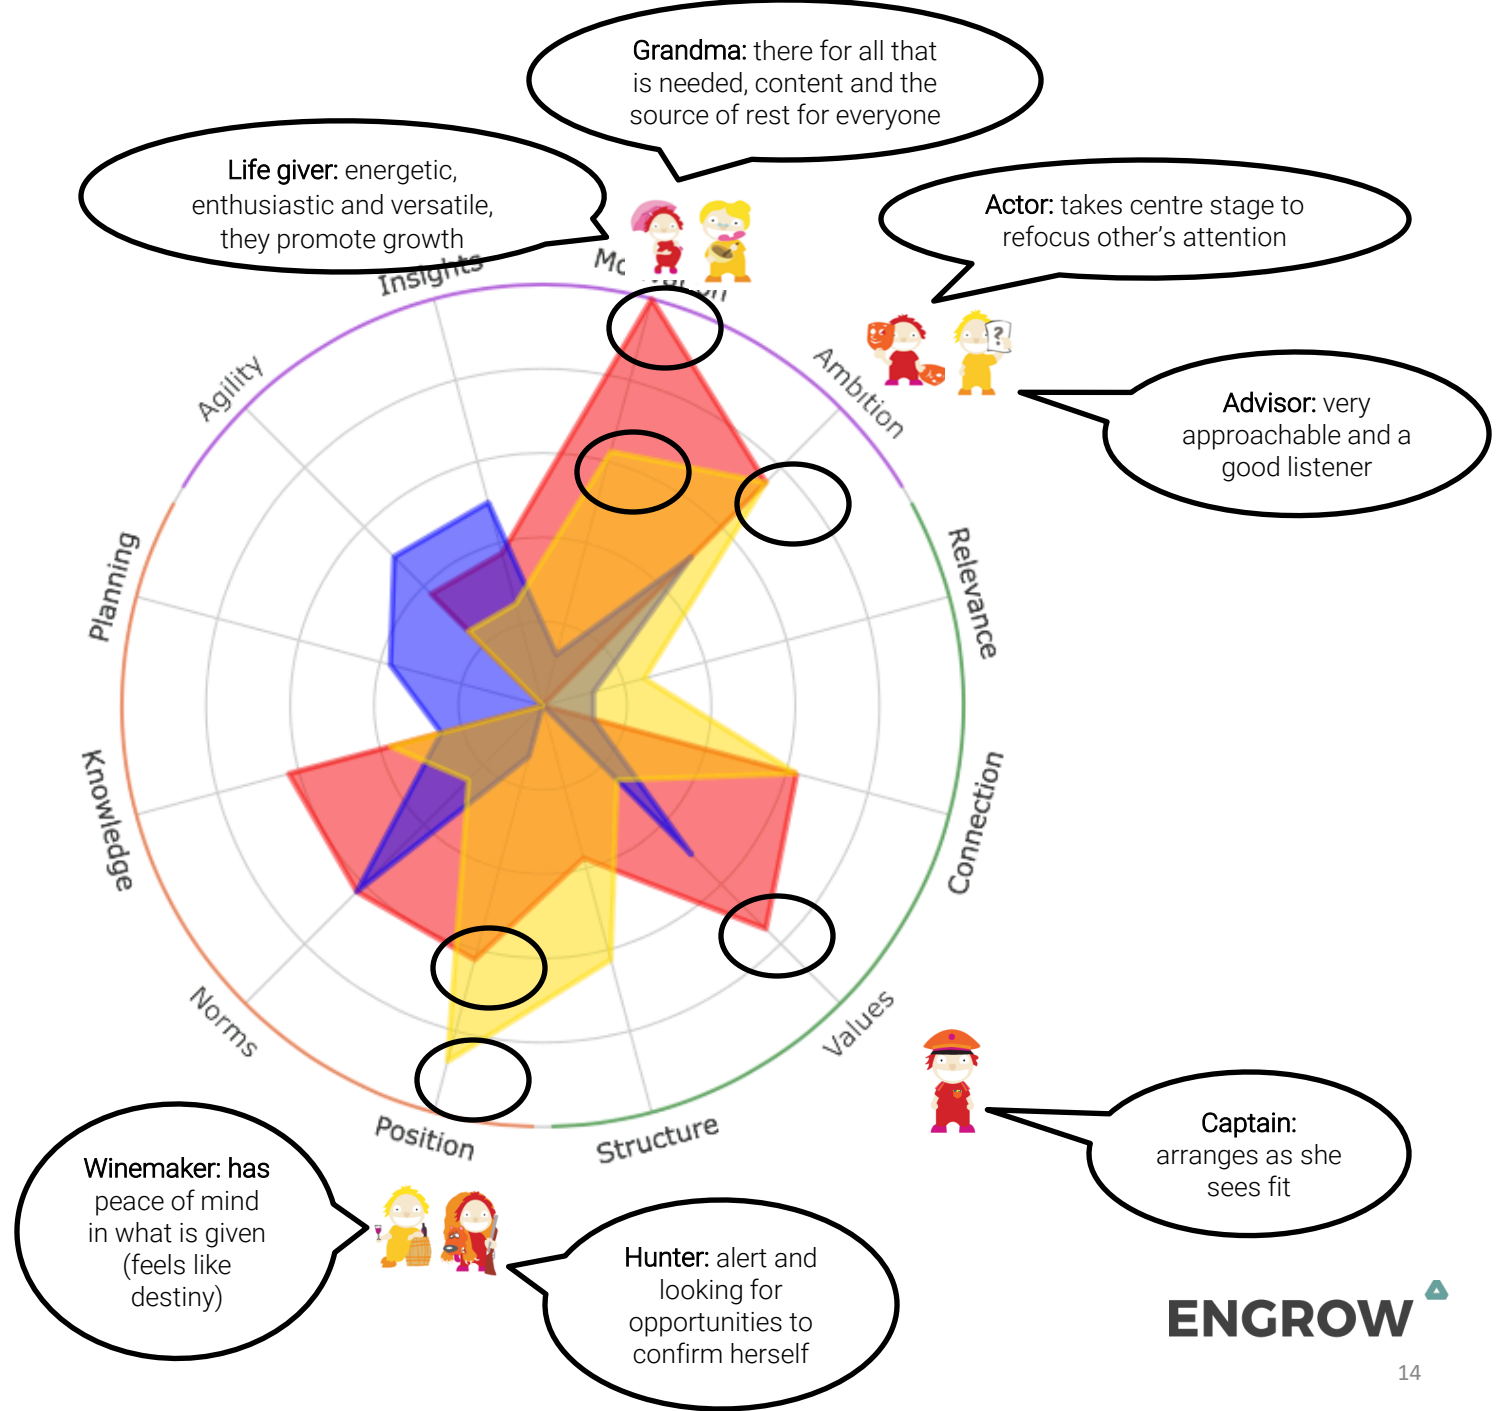 Grandma: there for all that
is needed, content and the
source of rest for everyone
Life giver: energetic,
enthusiastic and versatile,
they promote growth
Actor: takes centre stage to
refocus other's attention
Advisor: very
approachable and a
good listener
Insights
Ambition
Agility
Relevance
Planning
Connection
Knowledge
Values
Norms
Position
Structure
Captain:
arranges as she
sees fit
Winemaker: has
peace of mind
in what is given
(feels like
destiny)
Hunter: alert and
looking for
opportunities to
confirm herself
ENGROW
14
?